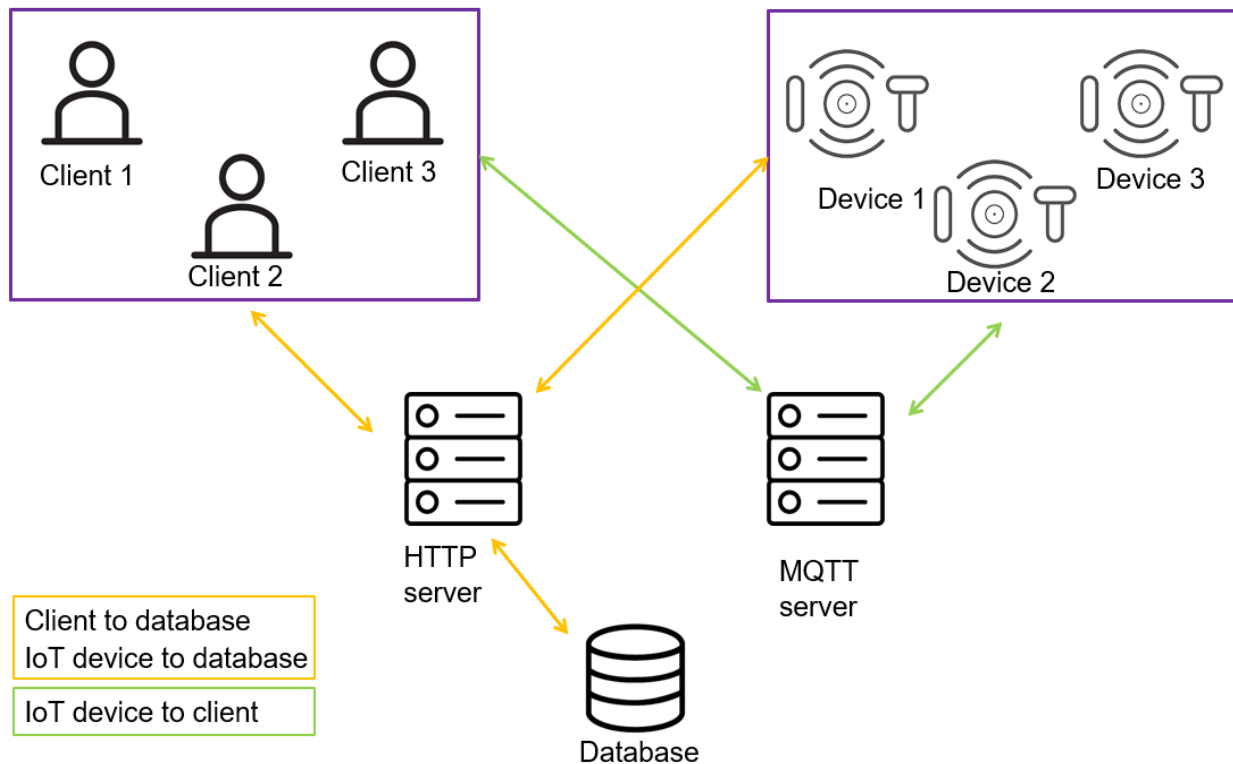 Client 1
Client 3
Client 2
Device 1
Device 3
Device 2
HTTP
server
MQTT
server
Client to database
IoT device to database
IoT device to client
Database